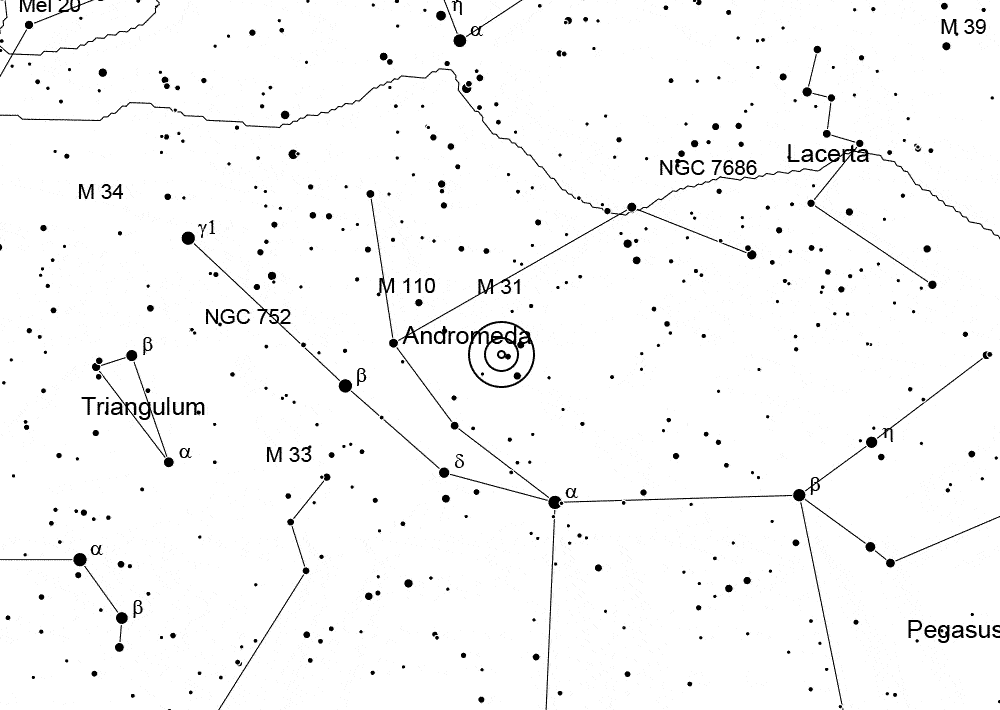 Mel 20
η
α
M 39
Lacerta
NGC 7686
M 34
γ1
M 110
M 31
NGC 752
Andromeda
β
β
Triangulum
η
α
M 33
δ
α
β
α
β
Pegasus